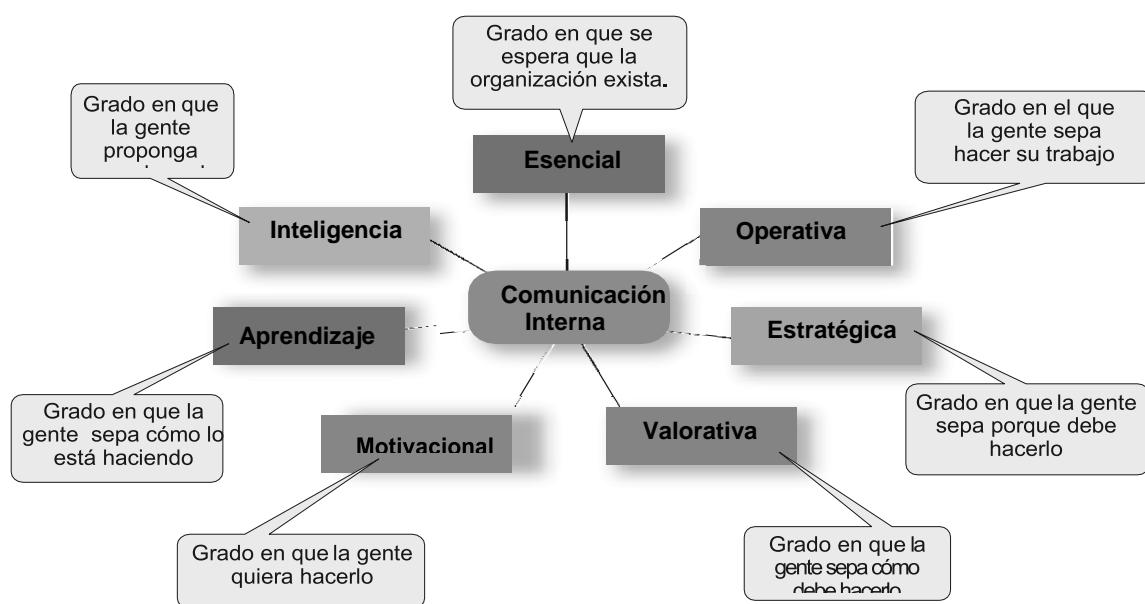 Grado en que se
espera que la
organización exista.
Grado en que
la gente
proponga
Grado en el que
la gente sepa
hacer su trabajo
Esencial
Inteligencia
Operativa
Comunicación
Interna
Aprendizaje
Estratégica
Motivacional
Valorativa
Grado en que la
gente sepa cómo lo
está haciendo
Grado en que la gente
sepa porque debe
hacerlo
Grado en que la gente
quiera hacerlo
Grado en que la
gente sepa cómo
debe hacerlo